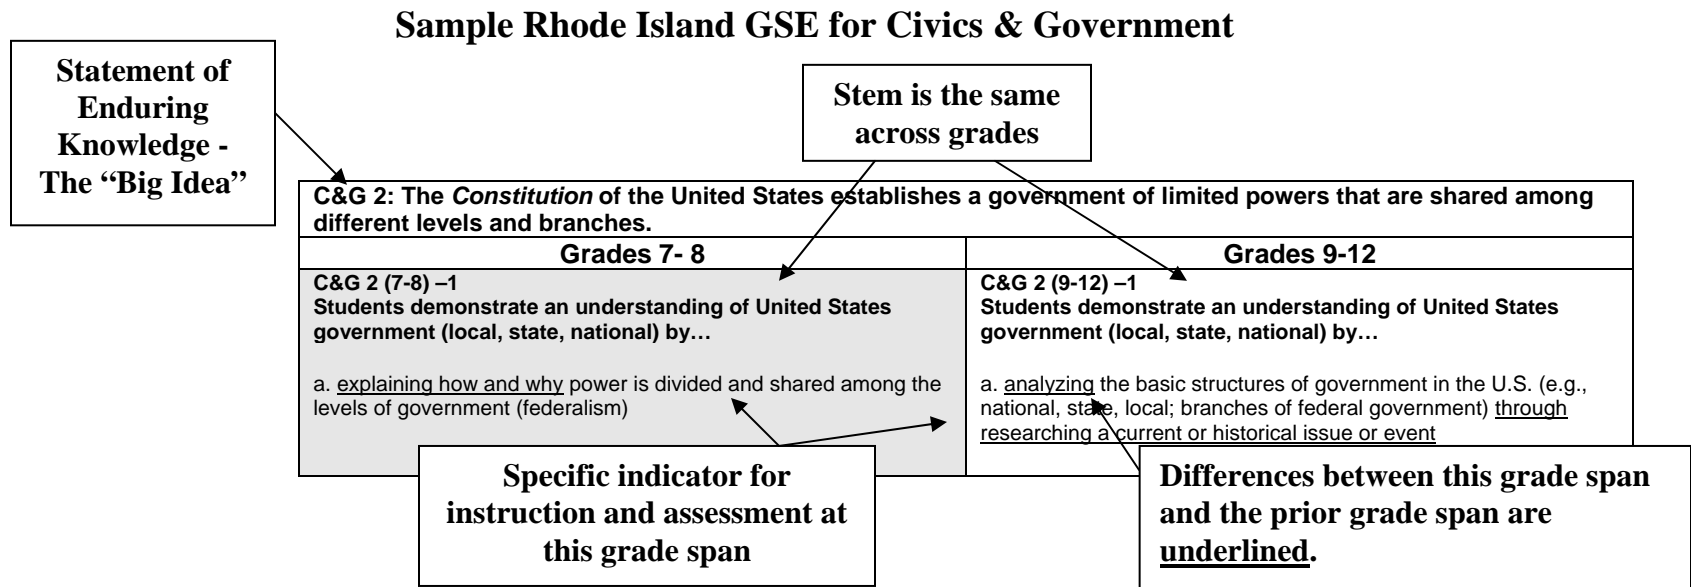 Sample Rhode Island GSE for Civics & Government
Statement of
Enduring
Knowledge -
The “Big Idea”
Stem is the same
across grades
C&G 2: The Constitution of the United States establishes a government of limited powers that are shared among
different levels and branches.
Grades 7- 8
Grades 9-12
C&G 2 (7-8) –1
Students demonstrate an understanding of United States
government (local, state, national) by…
a. explaining how and why power is divided and shared among the
levels of government (federalism)
C&G 2 (9-12) –1
Students demonstrate an understanding of United States
government (local, state, national) by…
a. analyzing the basic structures of government in the U.S. (e.g.,
national, state, local; branches of federal government) through
researching a current or historical issue or event
Specific indicator for
instruction and assessment at
this grade span
Differences between this grade span
and the prior grade span are
underlined.